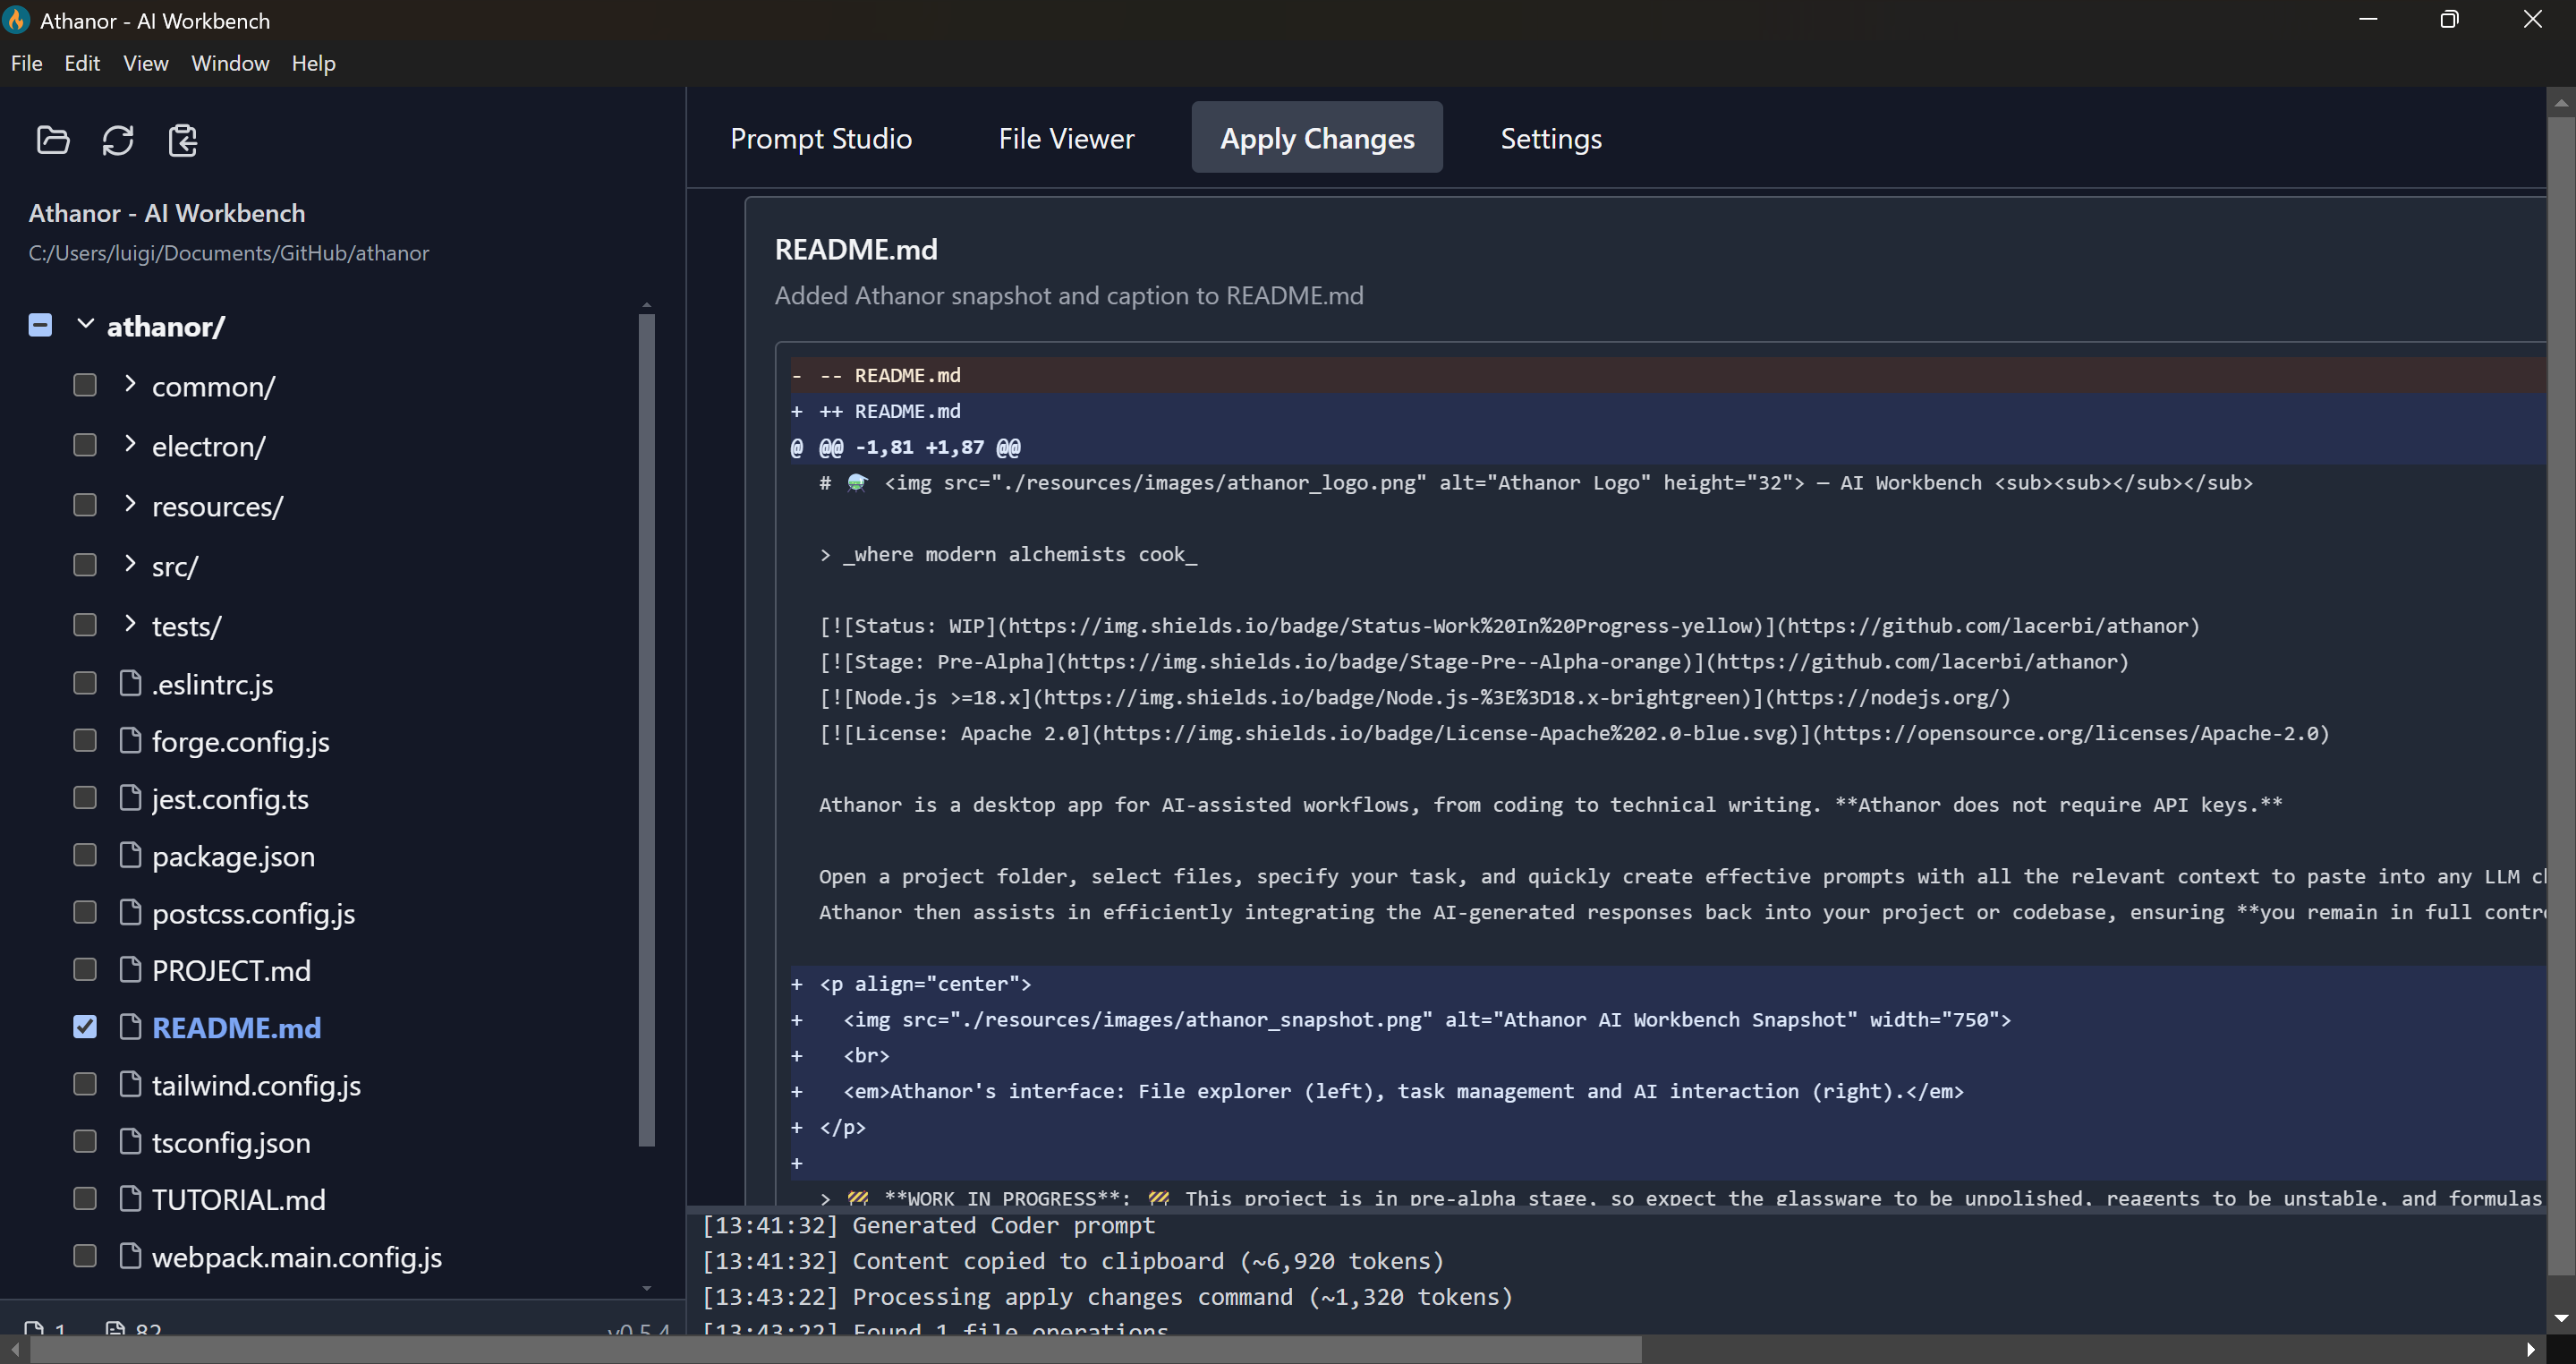 Athanor - AI Workbench
File Edit View Window Help
Athanor - AI Workbench
C:/Users/luigi/Documents/GitHub/athanor
athanor/
common/
electron/
resources/
src/
tests/
.eslintrc.js
forge.config.js
jest.config.ts
package.json
postcss.config.js
PROJECT.md
README.md
tailwind.config.js
tsconfig.json
TUTORIAL.md
webpack.main.config.js
1 82 v0.5.4
Prompt Studio File Viewer Apply Changes Settings
README.md
Added Athanor snapshot and caption to README.md
- -- README.md
+ ++ README.md
@ @@ -1,81 +1,87 @@
# ⚗️ <img src="./resources/images/athanor_logo.png" alt="Athanor Logo" height="32"> — AI Workbench <sub><sub></sub></sub>
> _where modern alchemists cook_
[![Status: WIP](https://img.shields.io/badge/Status-Work%20In%20Progress-yellow)](https://github.com/lacerbi/athanor)
[![Stage: Pre-Alpha](https://img.shields.io/badge/Stage-Pre--Alpha-orange)](https://github.com/lacerbi/athanor)
[![Node.js >=18.x](https://img.shields.io/badge/Node.js-%3E%3D18.x-brightgreen)](https://nodejs.org/)
[![License: Apache 2.0](https://img.shields.io/badge/License-Apache%202.0-blue.svg)](https://opensource.org/licenses/Apache-2.0)
Athanor is a desktop app for AI-assisted workflows, from coding to technical writing. **Athanor does not require API keys.**
Open a project folder, select files, specify your task, and quickly create effective prompts with all the relevant context to paste into any LLM
Athanor then assists in efficiently integrating the AI-generated responses back into your project or codebase, ensuring **you remain in full
+ <p align="center">
+ <img src="./resources/images/athanor_snapshot.png" alt="Athanor AI Workbench Snapshot" width="750">
+ <br>
+ <em>Athanor's interface: File explorer (left), task management and AI interaction (right).</em>
+ </p>
+
> 🚧 **WORK IN PROGRESS**: 🚧 This project is in pre-alpha stage, so expect the glassware to be unpolished, reagents to be unstable, and formulas
[13:41:32] Generated Coder prompt
[13:41:32] Content copied to clipboard (~6,920 tokens)
[13:43:22] Processing apply changes command (~1,320 tokens)
[13:43:22] Found 1 file operations